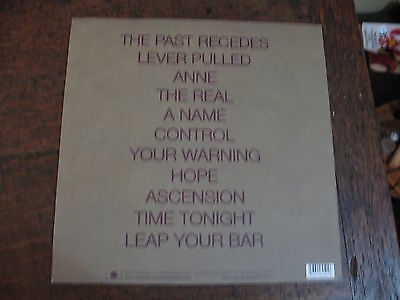 THE PAST RECEDES
LEVER PULLED
ANNE
THE REAL
A NAME
CONTROL
YOUR WARNING
HOPE
ASCENSION
TIME TONIGHT
LEAP YOUR BAR